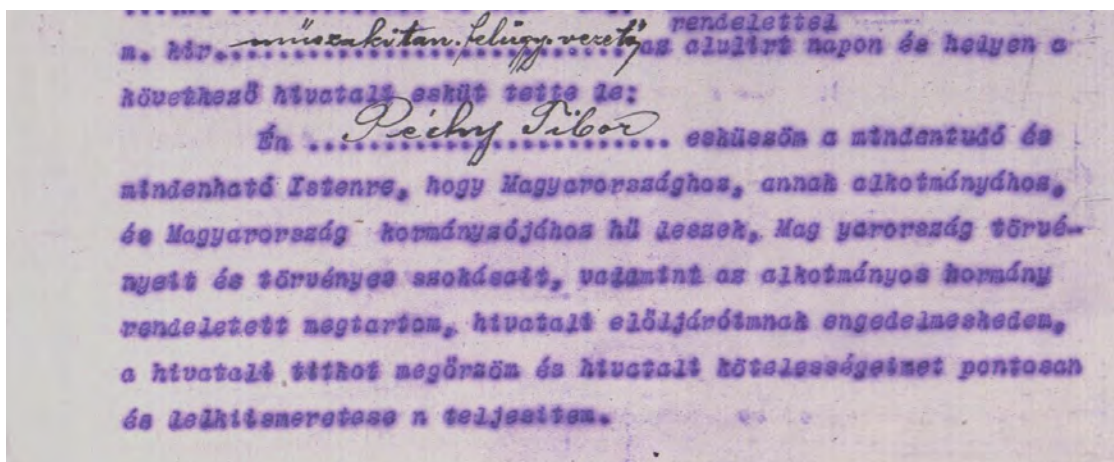 rendelettel
m. kir. műszaki tan. felügy. vezető az alulirt napon és helyen a
következő hivatali esküt tette le:
Én Péchy Tibor esküszöm a mindentudó és
mindenható Istenre, hogy Magyarországhoz, annak alkotmányához,
és Magyarország kormányzójához hű leszek, Mag yarország törvé-
nyeit és törvényes szokásait, valamint az alkotmányos kormány
rendeleteit megtartom, hivatali előljáróimnak engedelmeskedem,
a hivatali titkot megőrzöm és hivatali kötelességeimet pontosan
és lelkiismeretese n teljesitem.